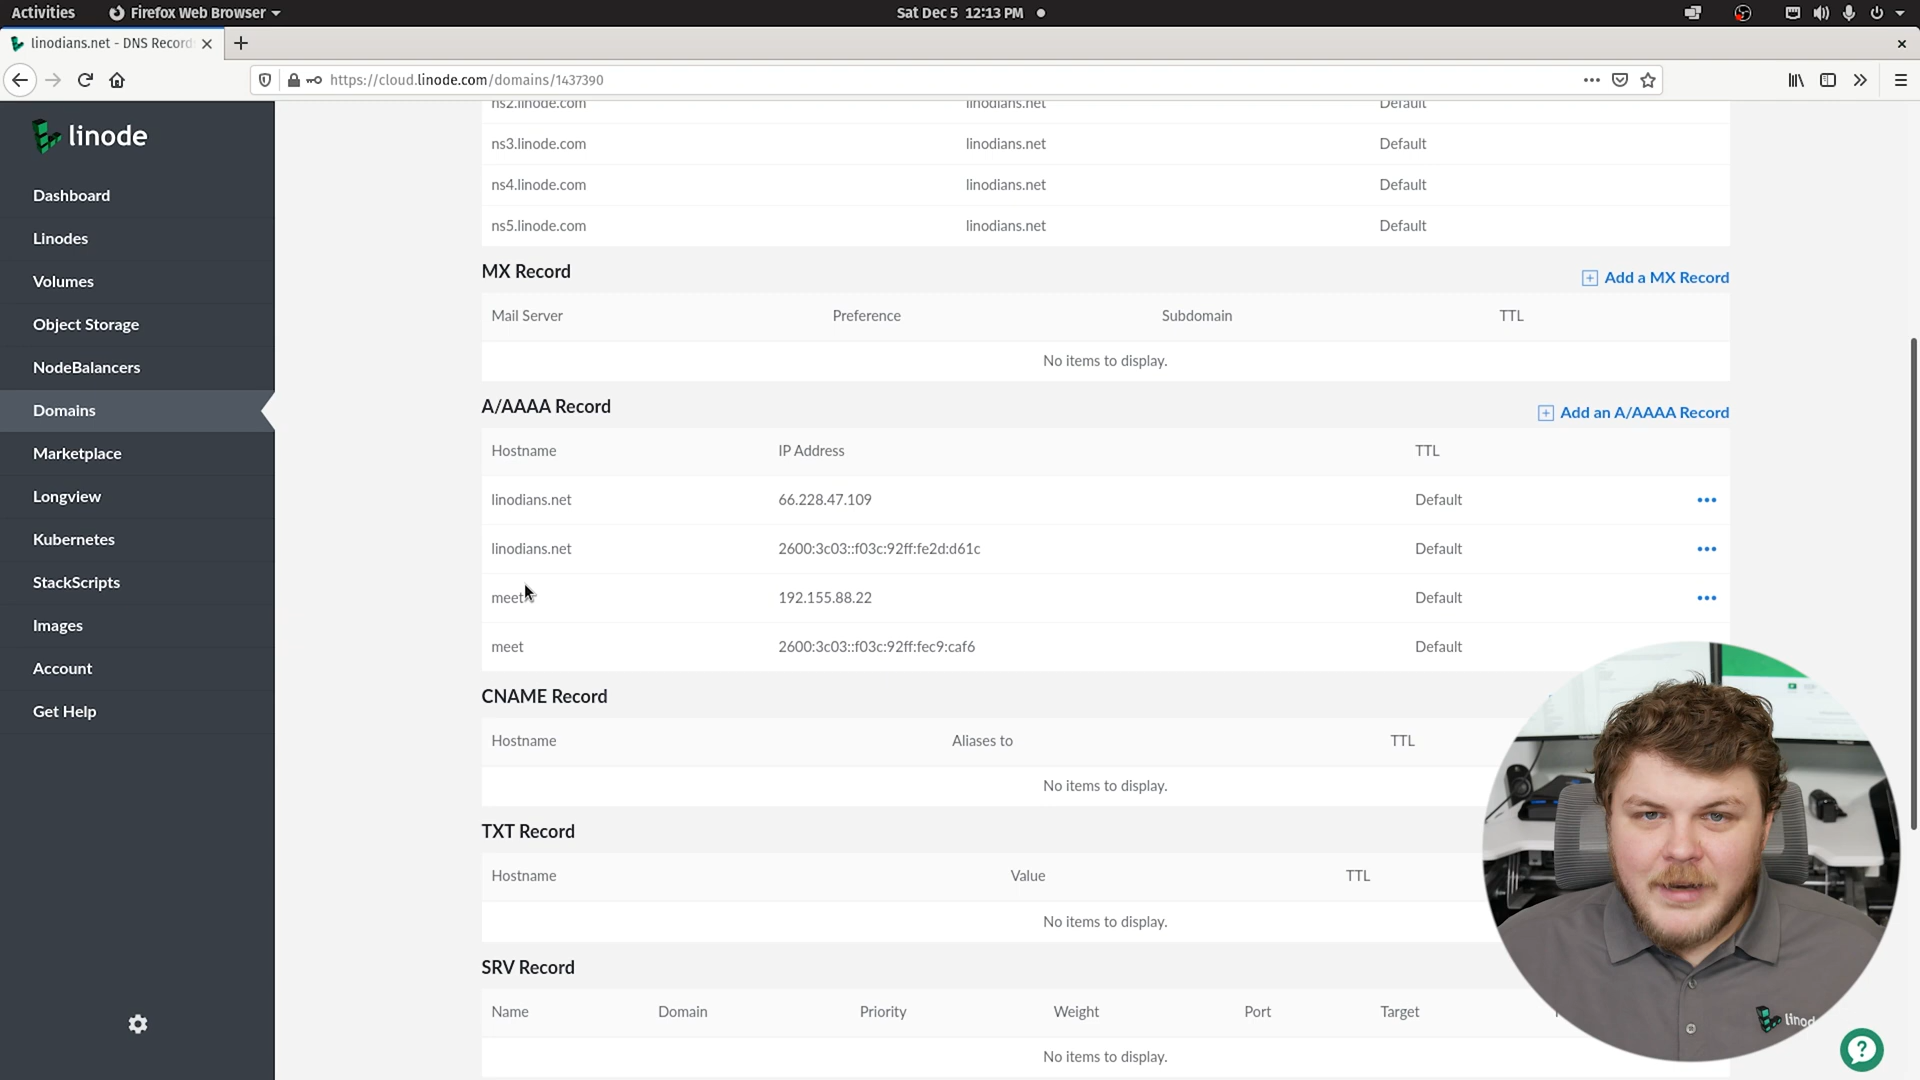 Activities
Firefox Web Browser
Sat Dec 5 12:13 PM
linodians.net - DNS Record
https://cloud.linode.com/domains/1437390
linode
Dashboard
Linodes
Volumes
Object Storage
NodeBalancers
Domains
Marketplace
Longview
Kubernetes
StackScripts
Images
Account
Get Help
ns2.linode.com linodians.net Default
ns3.linode.com linodians.net Default
ns4.linode.com linodians.net Default
ns5.linode.com linodians.net Default
MX Record
Add a MX Record
Mail Server Preference Subdomain TTL
No items to display.
A/AAAA Record
Add an A/AAAA Record
Hostname IP Address TTL
linodians.net 66.228.47.109 Default
linodians.net 2600:3c03::f03c:92ff:fe2d:d61c Default
meet 192.155.88.22 Default
meet 2600:3c03::f03c:92ff:fec9:caf6 Default
CNAME Record
Hostname Aliases to TTL
No items to display.
TXT Record
Hostname Value TTL
No items to display.
SRV Record
Name Domain Priority Weight Port Target
No items to display.
lino
?